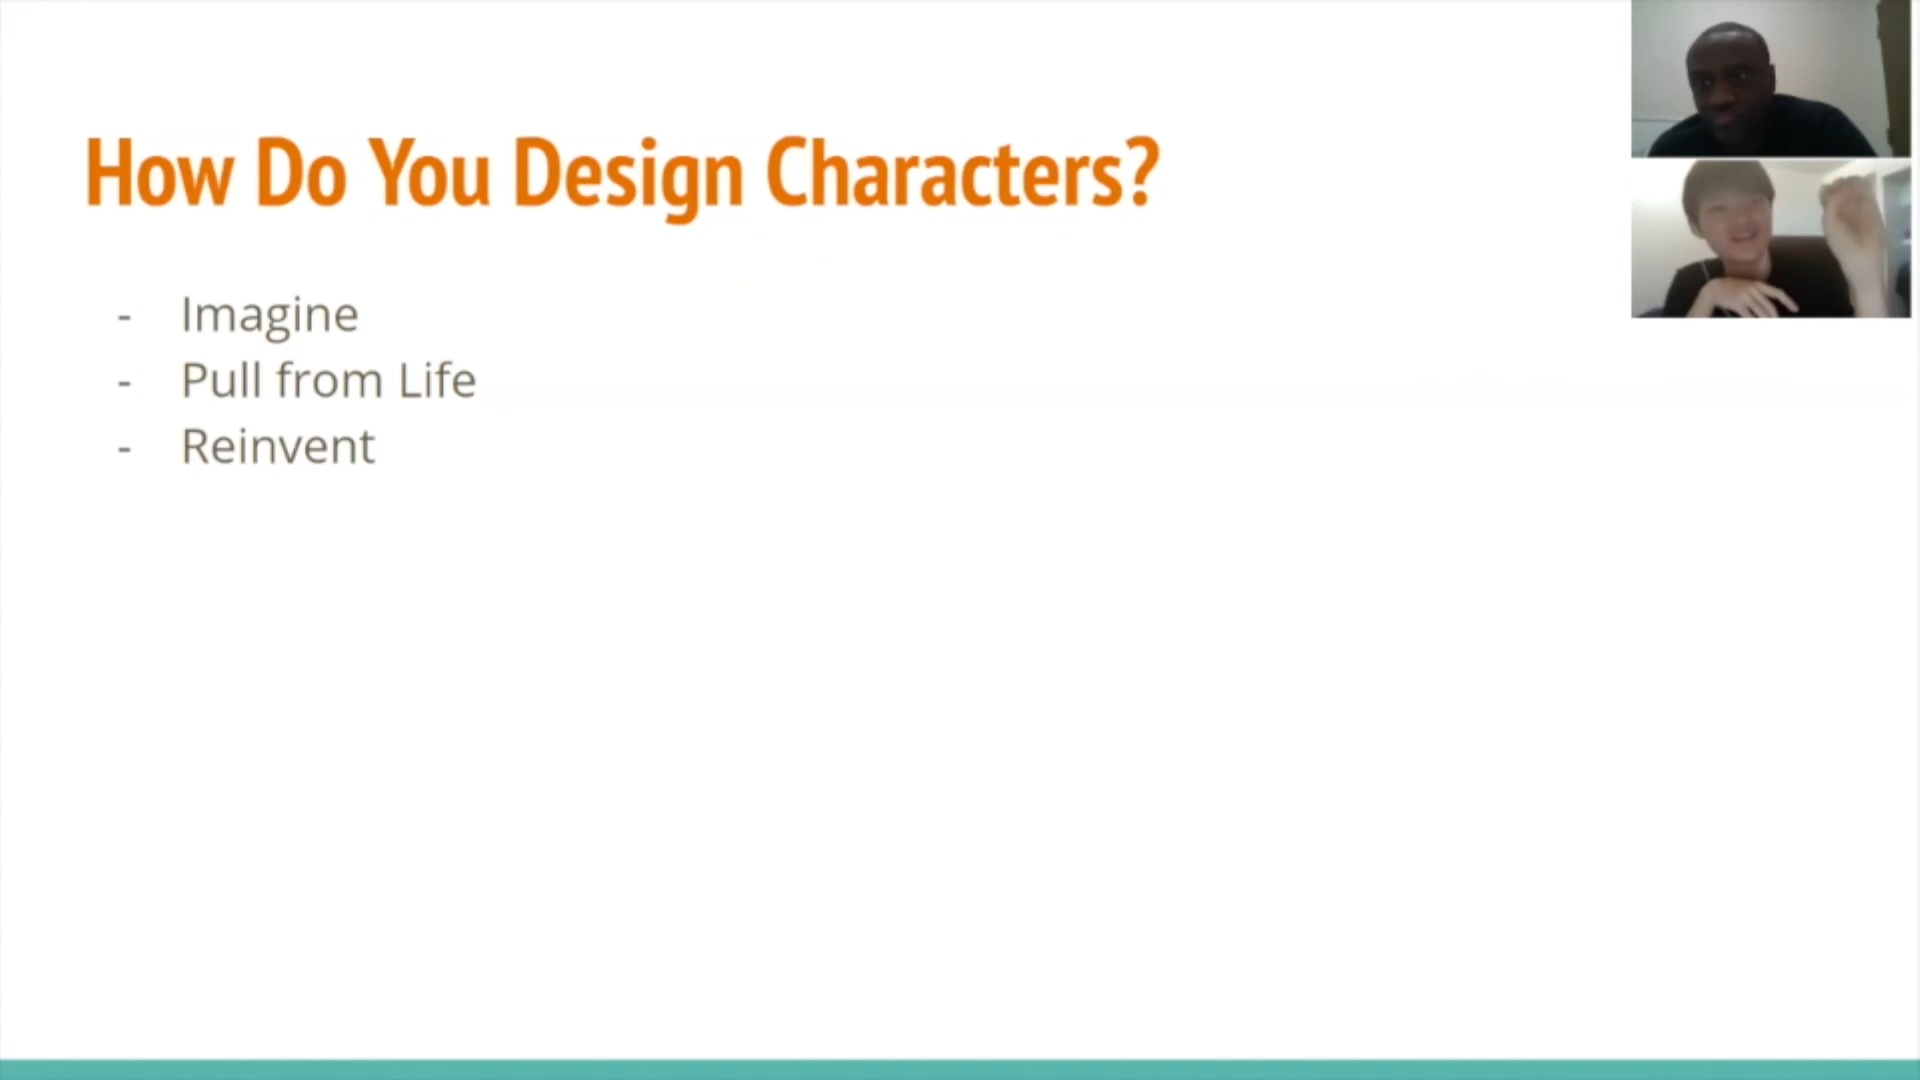 How Do You Design Characters?
- Imagine
- Pull from Life
- Reinvent